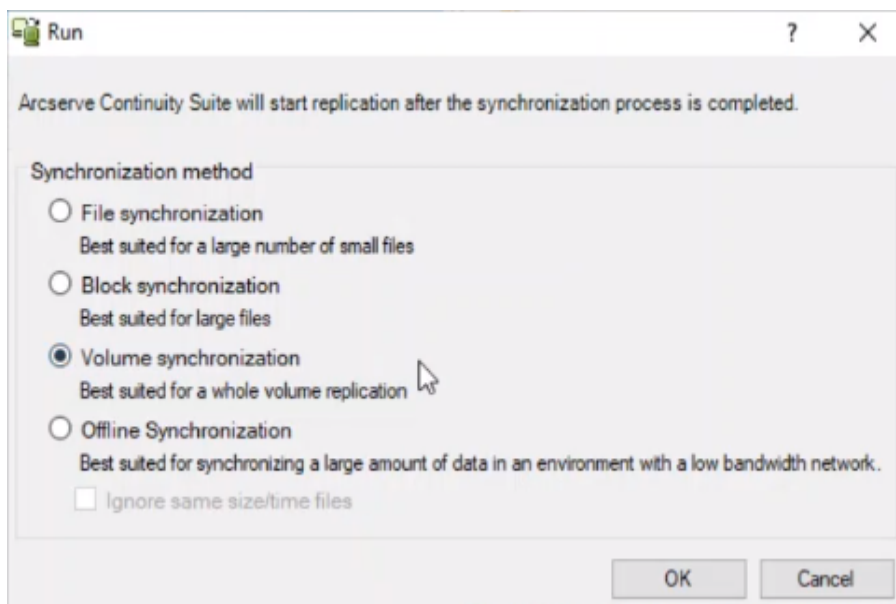 Run
?
Arcserve Continuity Suite will start replication after the synchronization process is completed.
Synchronization method
File synchronization
Best suited for a large number of small files
Block synchronization
Best suited for large files
Volume synchronization
Best suited for a whole volume replication
Offline Synchronization
Best suited for synchronizing a large amount of data in an environment with a low bandwidth network.
Ignore same size/time files
OK
Cancel